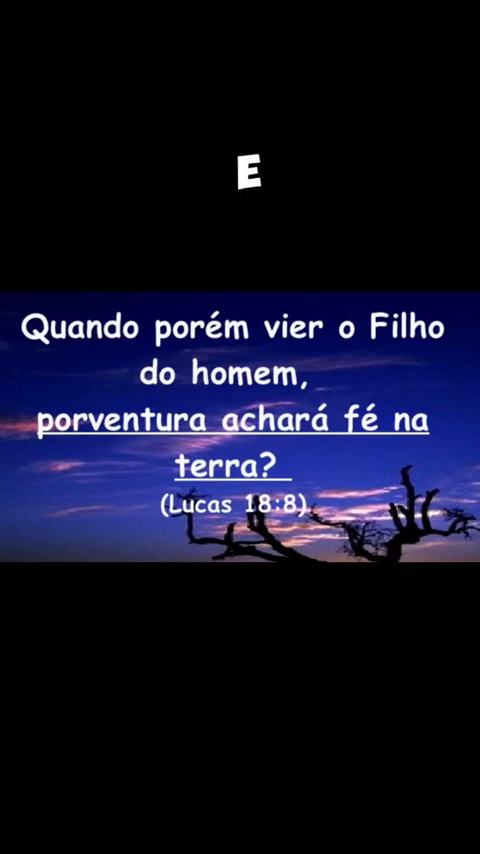 E
Quando porém vier o Filho
do homem,
porventura achará fé na
terra?
(Lucas 18:8)